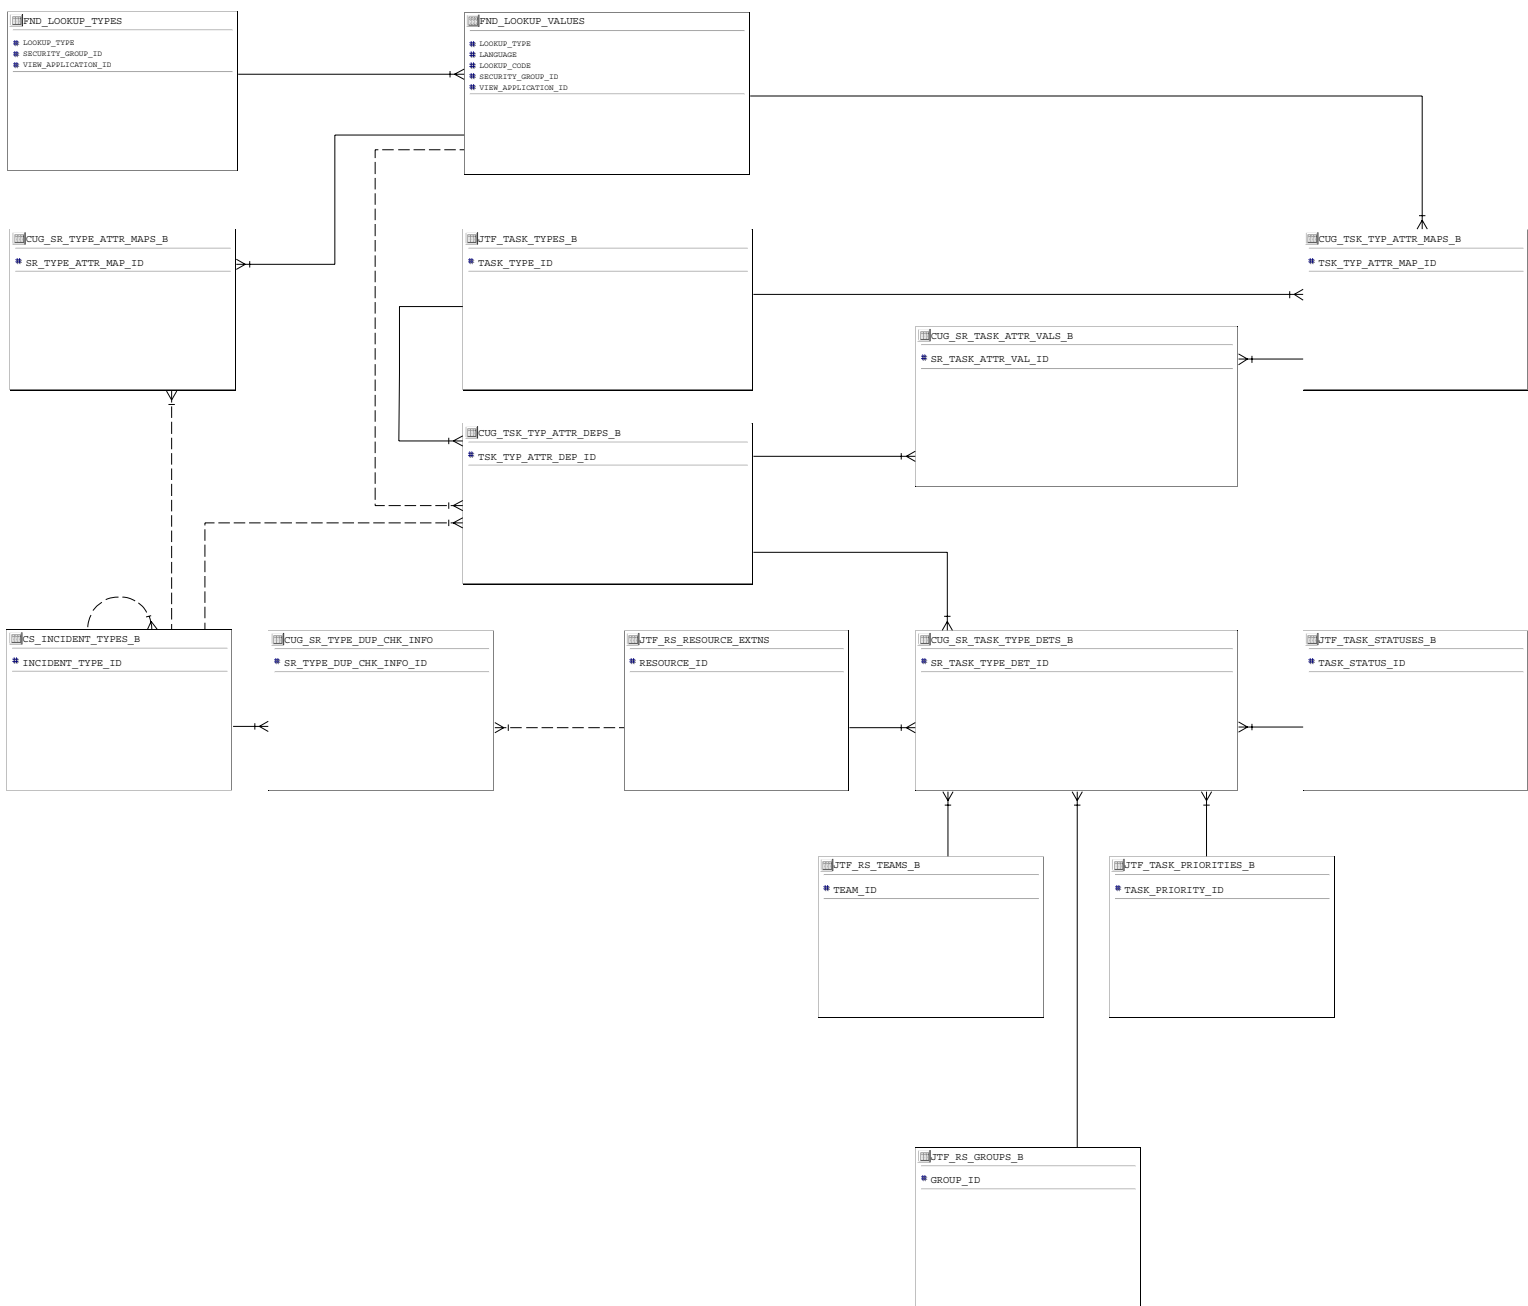 FND_LOOKUP_TYPES
# LOOKUP_TYPE
# SECURITY_GROUP_ID
# VIEW_APPLICATION_ID
FND_LOOKUP_VALUES
# LOOKUP_TYPE
# LANGUAGE
# LOOKUP_CODE
# SECURITY_GROUP_ID
# VIEW_APPLICATION_ID
CUG_SR_TYPE_ATTR_MAPS_B
# SR_TYPE_ATTR_MAP_ID
JTF_TASK_TYPES_B
# TASK_TYPE_ID
CUG_TSK_TYP_ATTR_MAPS_B
# TSK_TYP_ATTR_MAP_ID
CUG_SR_TASK_ATTR_VALS_B
# SR_TASK_ATTR_VAL_ID
CUG_TSK_TYP_ATTR_DEPS_B
# TSK_TYP_ATTR_DEP_ID
CS_INCIDENT_TYPES_B
# INCIDENT_TYPE_ID
CUG_SR_TYPE_DUP_CHK_INFO
# SR_TYPE_DUP_CHK_INFO_ID
JTF_RS_RESOURCE_EXTNS
# RESOURCE_ID
CUG_SR_TASK_TYPE_DETS_B
# SR_TASK_TYPE_DET_ID
JTF_TASK_STATUSES_B
# TASK_STATUS_ID
JTF_RS_TEAMS_B
# TEAM_ID
JTF_TASK_PRIORITIES_B
# TASK_PRIORITY_ID
JTF_RS_GROUPS_B
# GROUP_ID